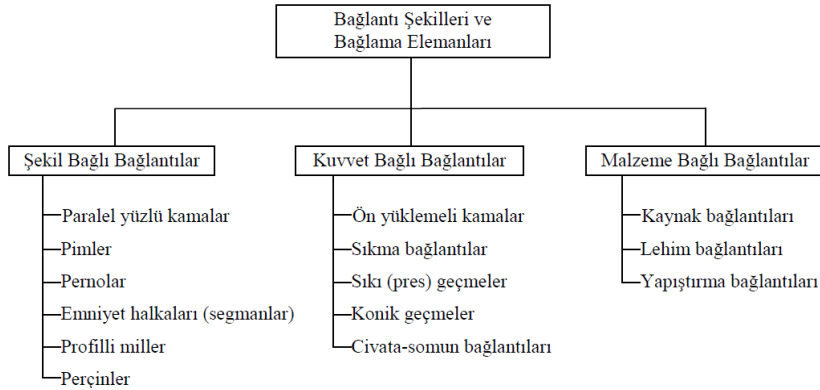 Bağlantı Şekilleri ve
Bağlama Elemanları
Şekil Bağlı Bağlantılar
Paralel yüzlü kamalar
Pimler
Pernolar
Emniyet halkaları (segmanlar)
Profilli miller
Perçinler
Kuvvet Bağlı Bağlantılar
Ön yüklemeli kamalar
Sıkma bağlantılar
Sıkı (pres) geçmeler
Konik geçmeler
Civata-somun bağlantıları
Malzeme Bağlı Bağlantılar
Kaynak bağlantıları
Lehim bağlantıları
Yapıştırma bağlantıları